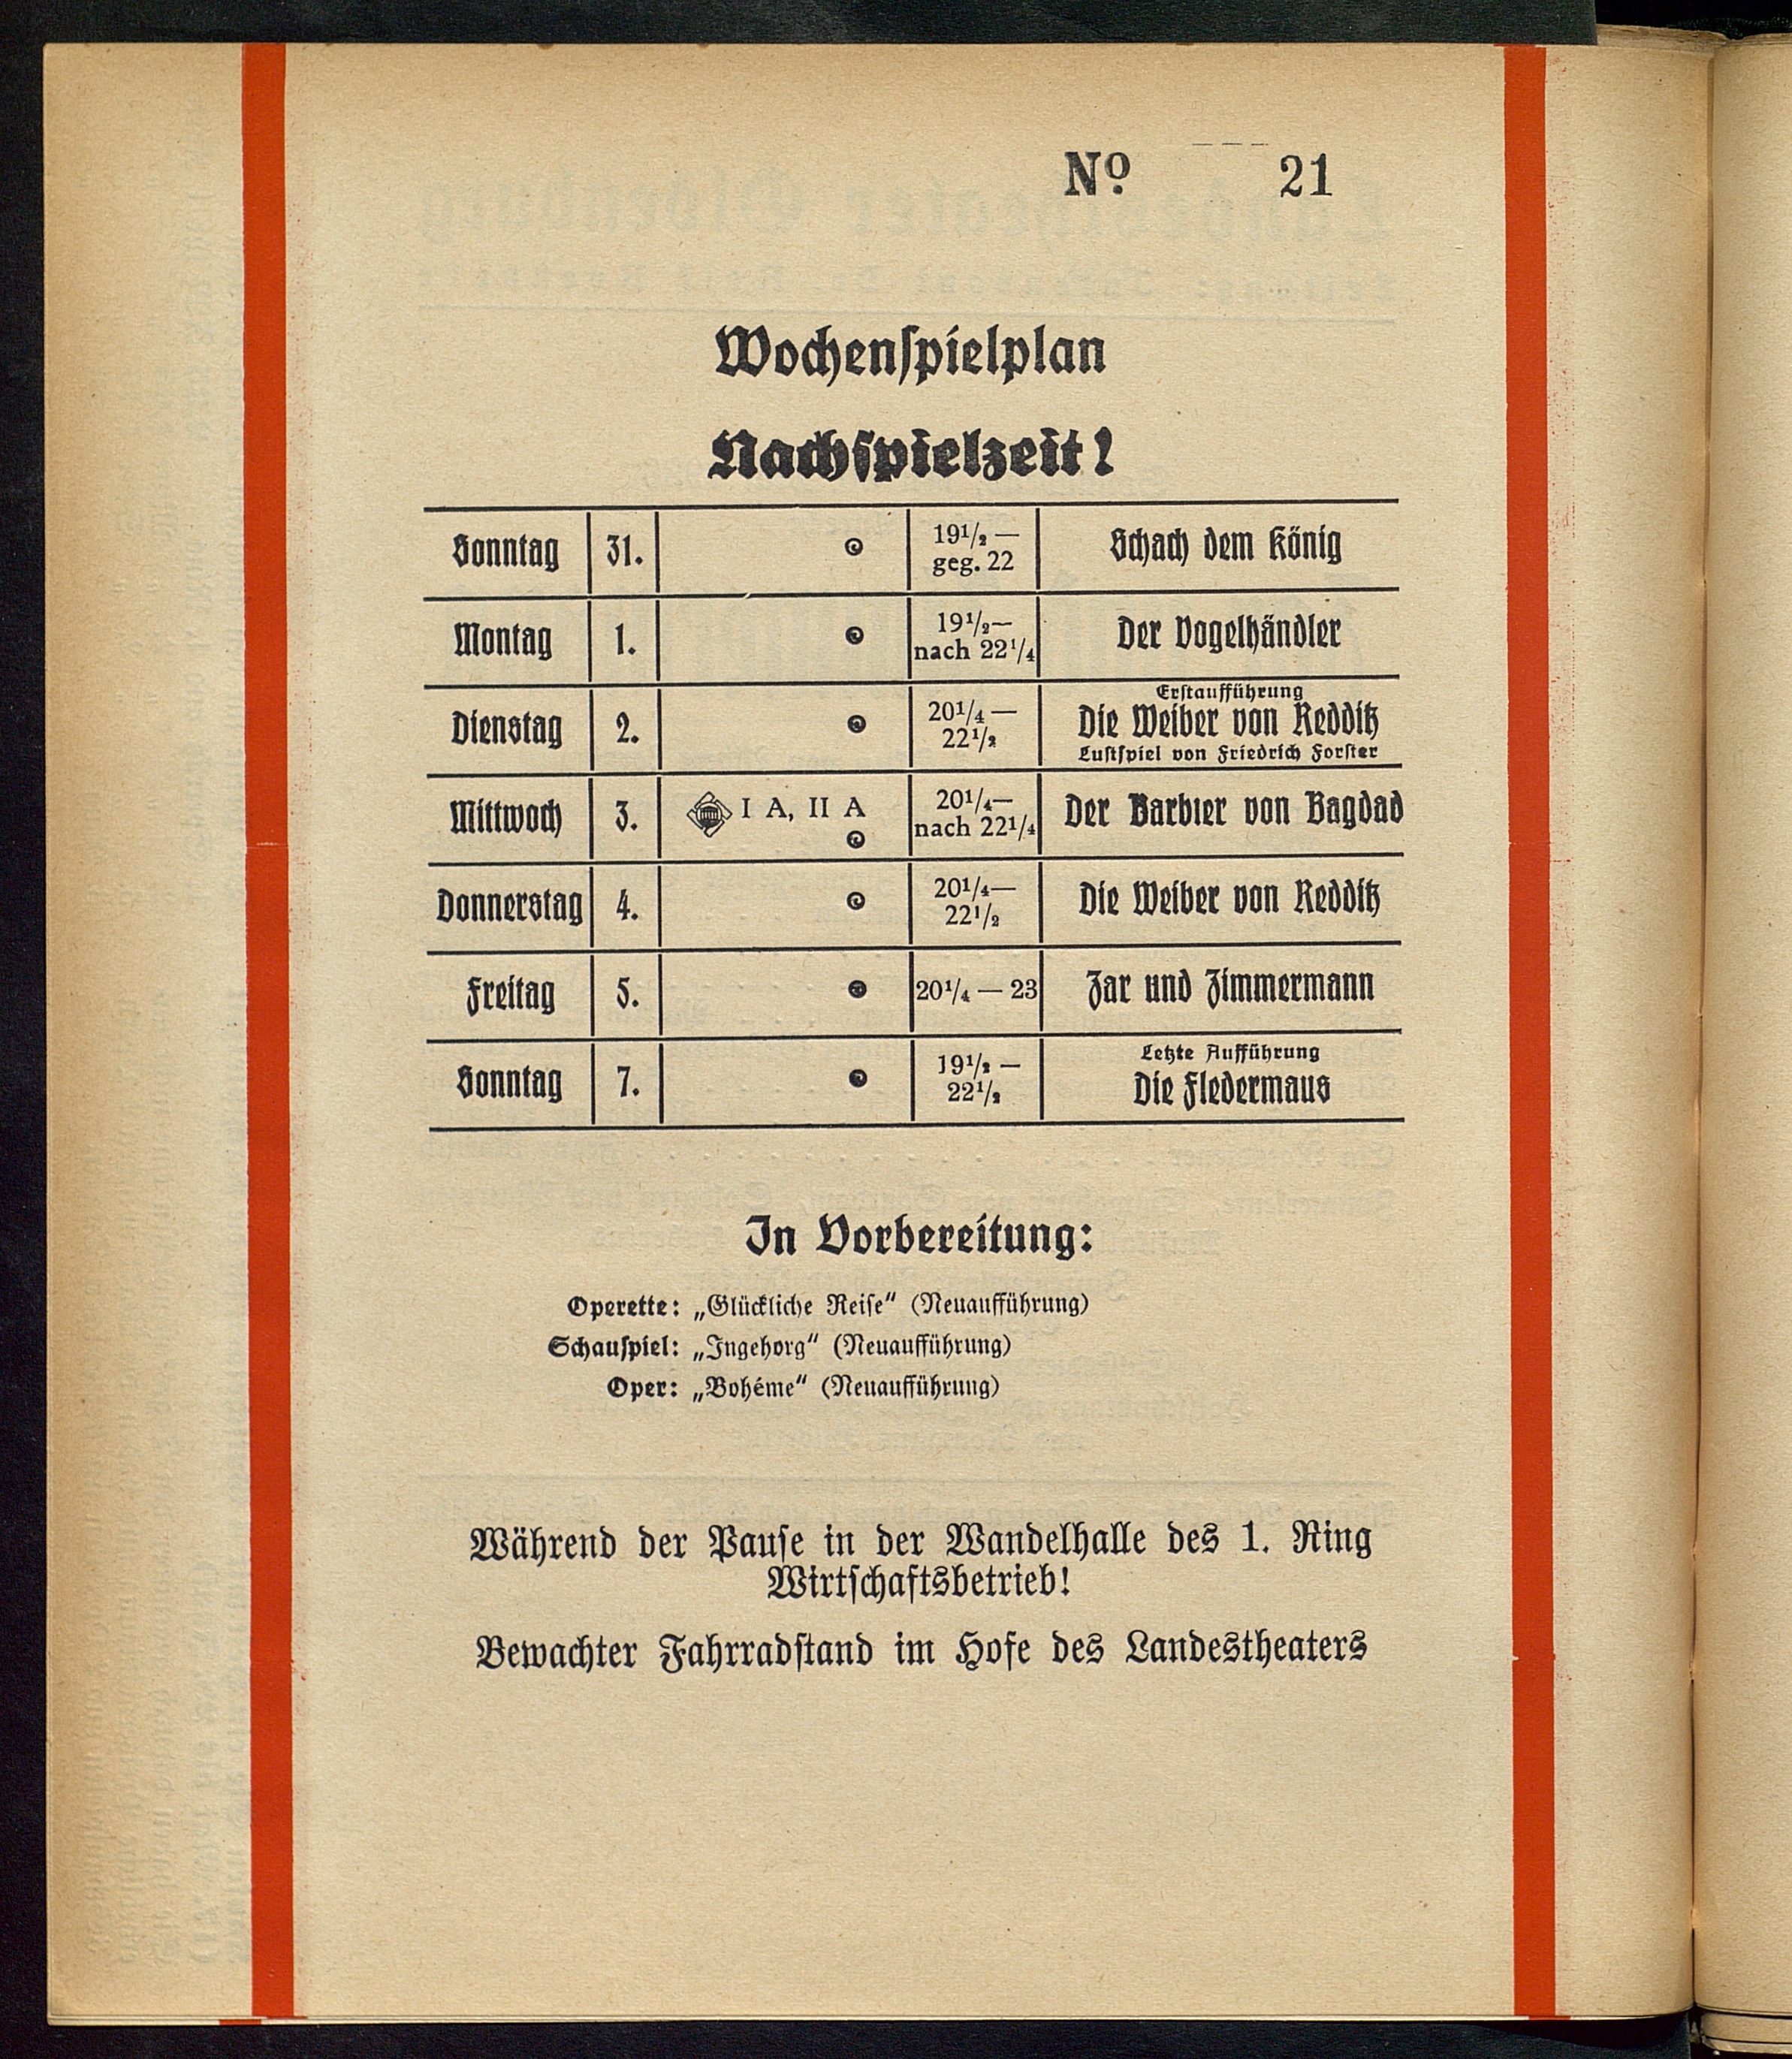 No 21
Wochenspielplan
Nachspielzeit!
Sonntag 31. 19½ — geg. 22 Schach dem König
Montag 1. 19½ — nach 22¼ Der Vogelhändler
Dienstag 2. 20¼ — 22½ Erstaufführung Die Weiber von Redditz Lustspiel von Friedrich Forster
Mittwoch 3. I A, II A 20¼ — nach 22¼ Der Barbier von Bagdad
Donnerstag 4. 20¼ — 22½ Die Weiber von Redditz
Freitag 5. 20¼ — 23 Zar und Zimmermann
Sonntag 7. 19½ — 22½ Letzte Aufführung Die Fledermaus
In Vorbereitung:
Operette: „Glückliche Reise“ (Neuaufführung)
Schauspiel: „Ingeborg“ (Neuaufführung)
Oper: „Bohéme“ (Neuaufführung)
Während der Pause in der Wandelhalle des 1. Ring
Wirtschaftsbetrieb!
Bewachter Fahrradstand im Hofe des Landestheaters